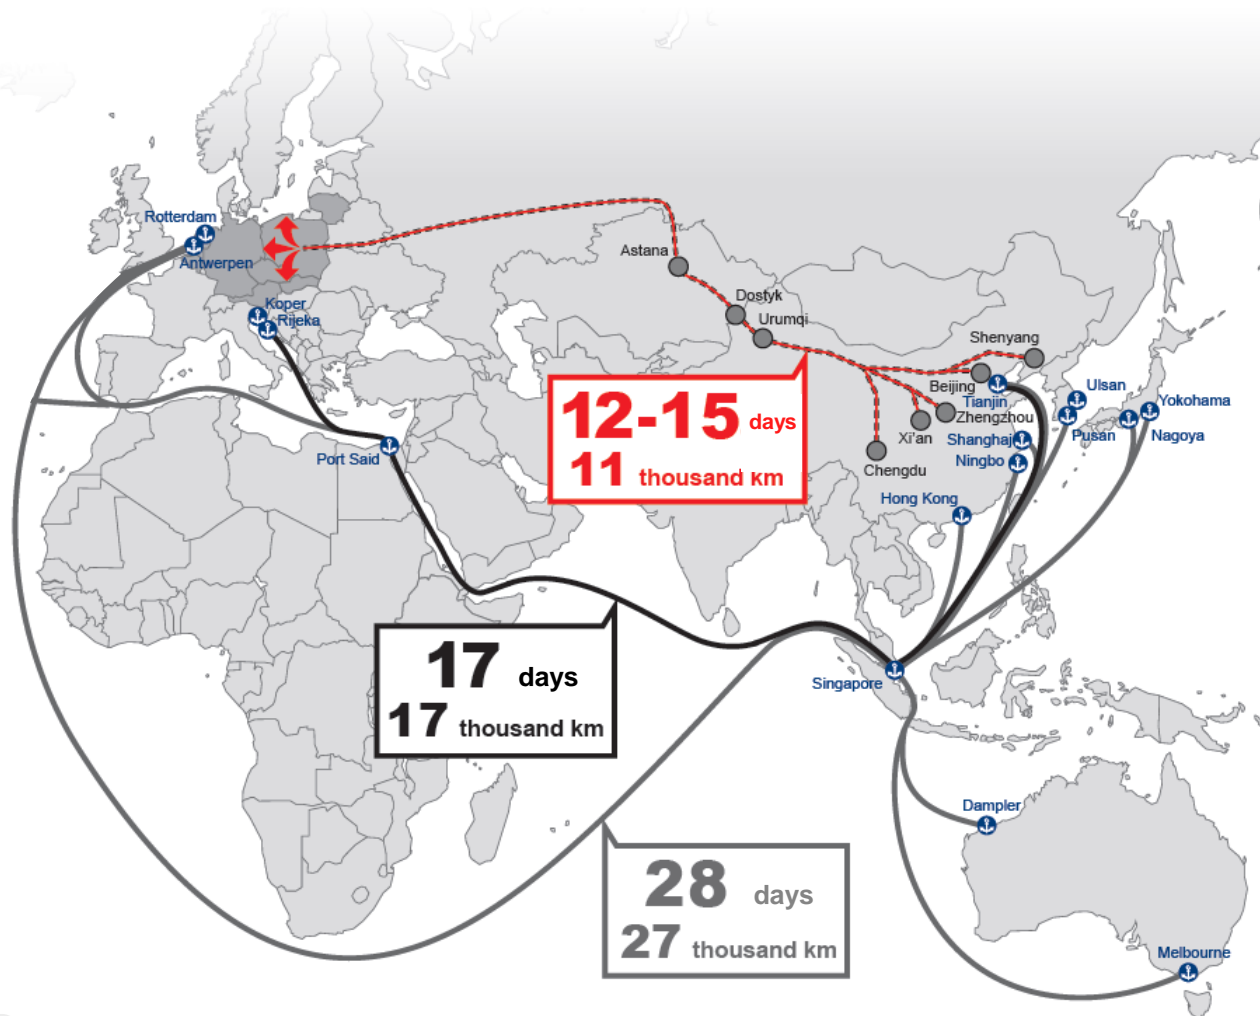 Rotterdam
Antwerpen
Koper
Rijeka
Port Said
Astana
Dostyk
Urumqi
Shenyang
Beijing
Tianjin
Zhengzhou
Xi'an
Chengdu
Shanghaj
Ningbo
Hong Kong
Ulsan
Pusan
Yokohama
Nagoya
12-15 days
11 thousand km
17 days
17 thousand km
Singapore
28 days
27 thousand km
Dampler
Melbourne